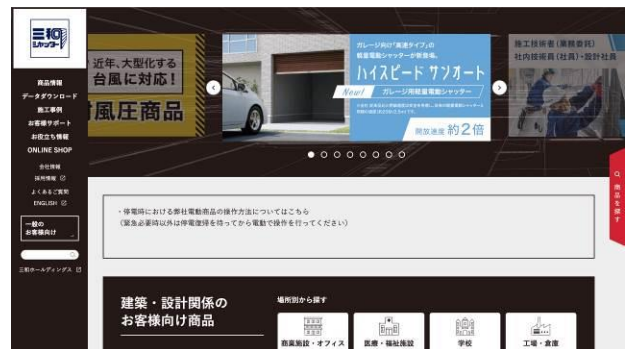 三和
シャッター
商品情報
データダウンロード
施工事例
お客様サポート
お役立ち情報
ONLINE SHOP
会社情報
採用情報
よくあるご質問
ENGLISH
一般の
お客様向け
三和ホールディングス
近年、大型化する
台風に対応!
風圧商品
ガレージ向け「高速タイプ」の
軽量電動シャッターが新登場。
ハイスピード サンオート
New!
ガレージ用軽量電動シャッター
開放速度 約2倍
施工技術者(業務委託)
社内技術員(社員)・設計社員
商品を探す
・停電時における弊社電動商品の操作方法についてはこちら
(緊急必要時以外は停電復帰を待ってから電動で操作を行ってください)
建築・設計関係の
お客様向け商品
場所別から探す
商業施設・オフィス
医療・福祉施設
学校
工場・倉庫